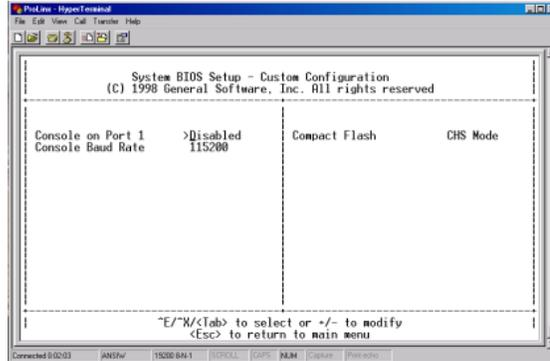 ProLinx - HyperTerminal
File Edit View Call Transfer Help
System BIOS Setup - Custom Configuration
(C) 1998 General Software, Inc. All rights reserved
Console on Port 1 >Disabled
Console Baud Rate 115200
Compact Flash CHS Mode
^E/^X/<Tab> to select or +/- to modify
<Esc> to return to main menu
Connected 0:02:03 ANSIW 19200 8-N-1 SCROLL CAPS NUM Capture Print echo